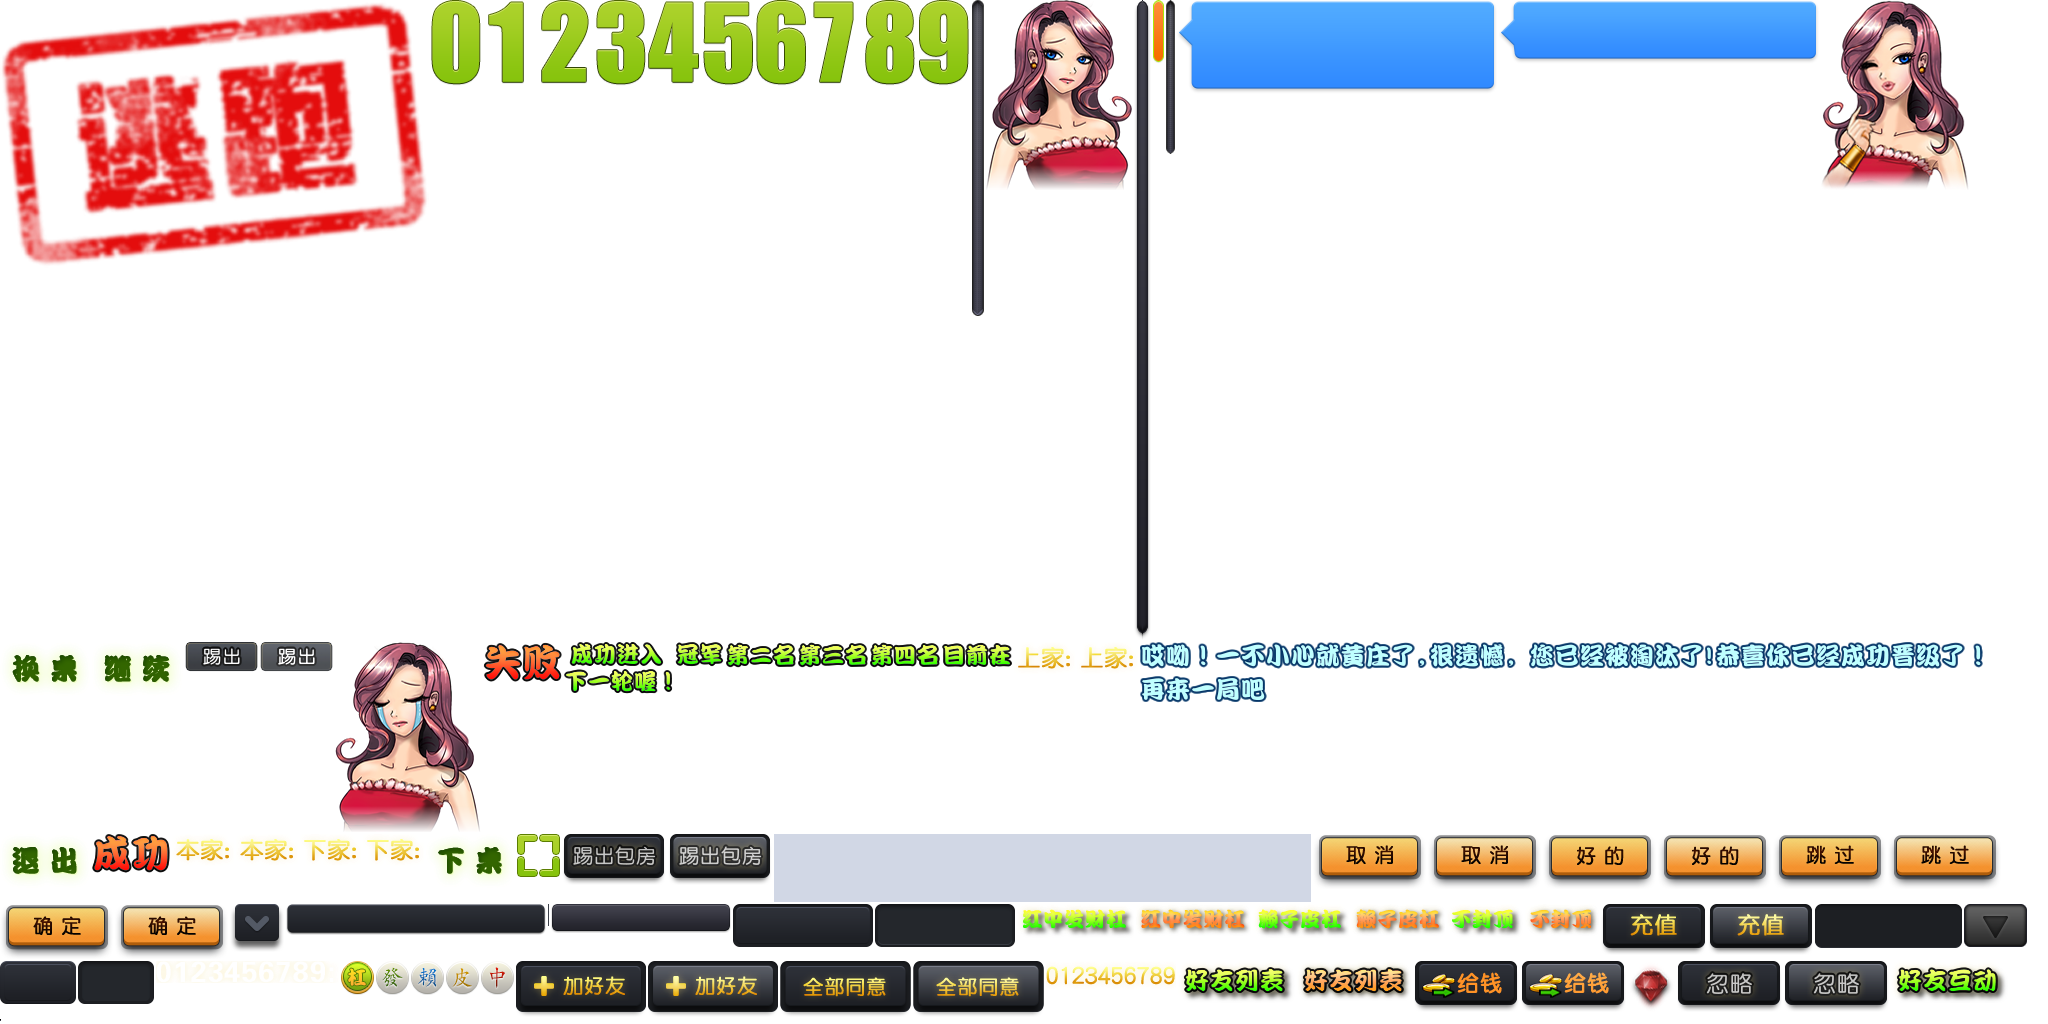 逃跑
0123456789
换桌 继续 踢出 踢出
失败 成功进入 冠军第二名第三名第四名目前在 上家: 上家: 哎呦！一不小心就黄庄了,很遗憾，您已经被淘汰了!恭喜你已经成功晋级了！
下一轮喔！ 再来一局吧
退出 成功 本家: 本家: 下家: 下家: 下桌 踢出包房 踢出包房 取消 取消 好的 好的 跳过 跳过
确定 确定 红中发财杠 红中发财杠 赖子皮杠 赖子皮杠 不封顶 不封顶 充值 充值
0123456789 杠 發 賴 皮 中 加好友 加好友 全部同意 全部同意 0123456789 好友列表 好友列表 给钱 给钱 忽略 忽略 好友互动